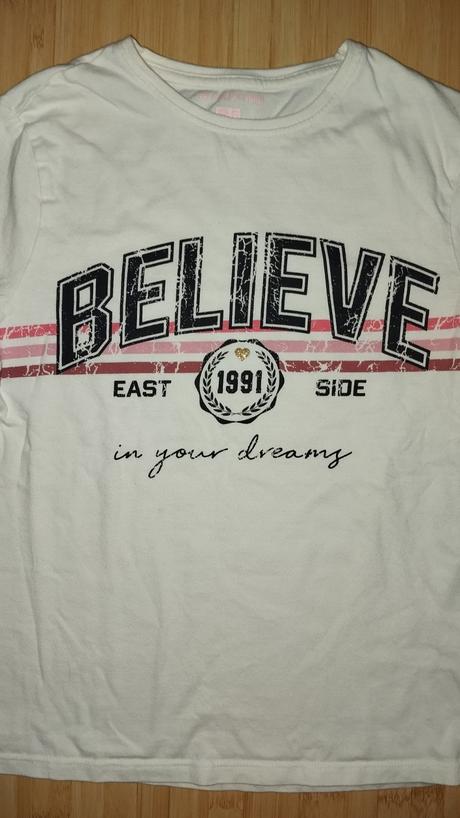 BELIEVE
EAST 1991 SIDE
in your dreams